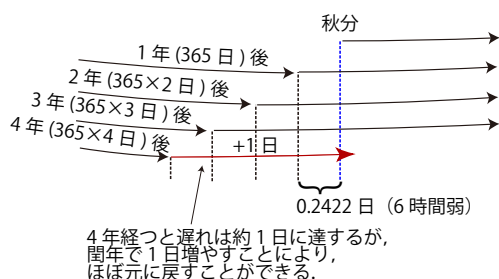 秋分
1 年 (365 日) 後
2 年 (365×2 日) 後
3 年 (365×3 日) 後
4 年 (365×4 日) 後
+1 日
0.2422 日（6 時間弱）
4 年経つと遅れは約 1 日に達するが,
閏年で 1 日増やすことにより,
ほぼ元に戻すことができる.